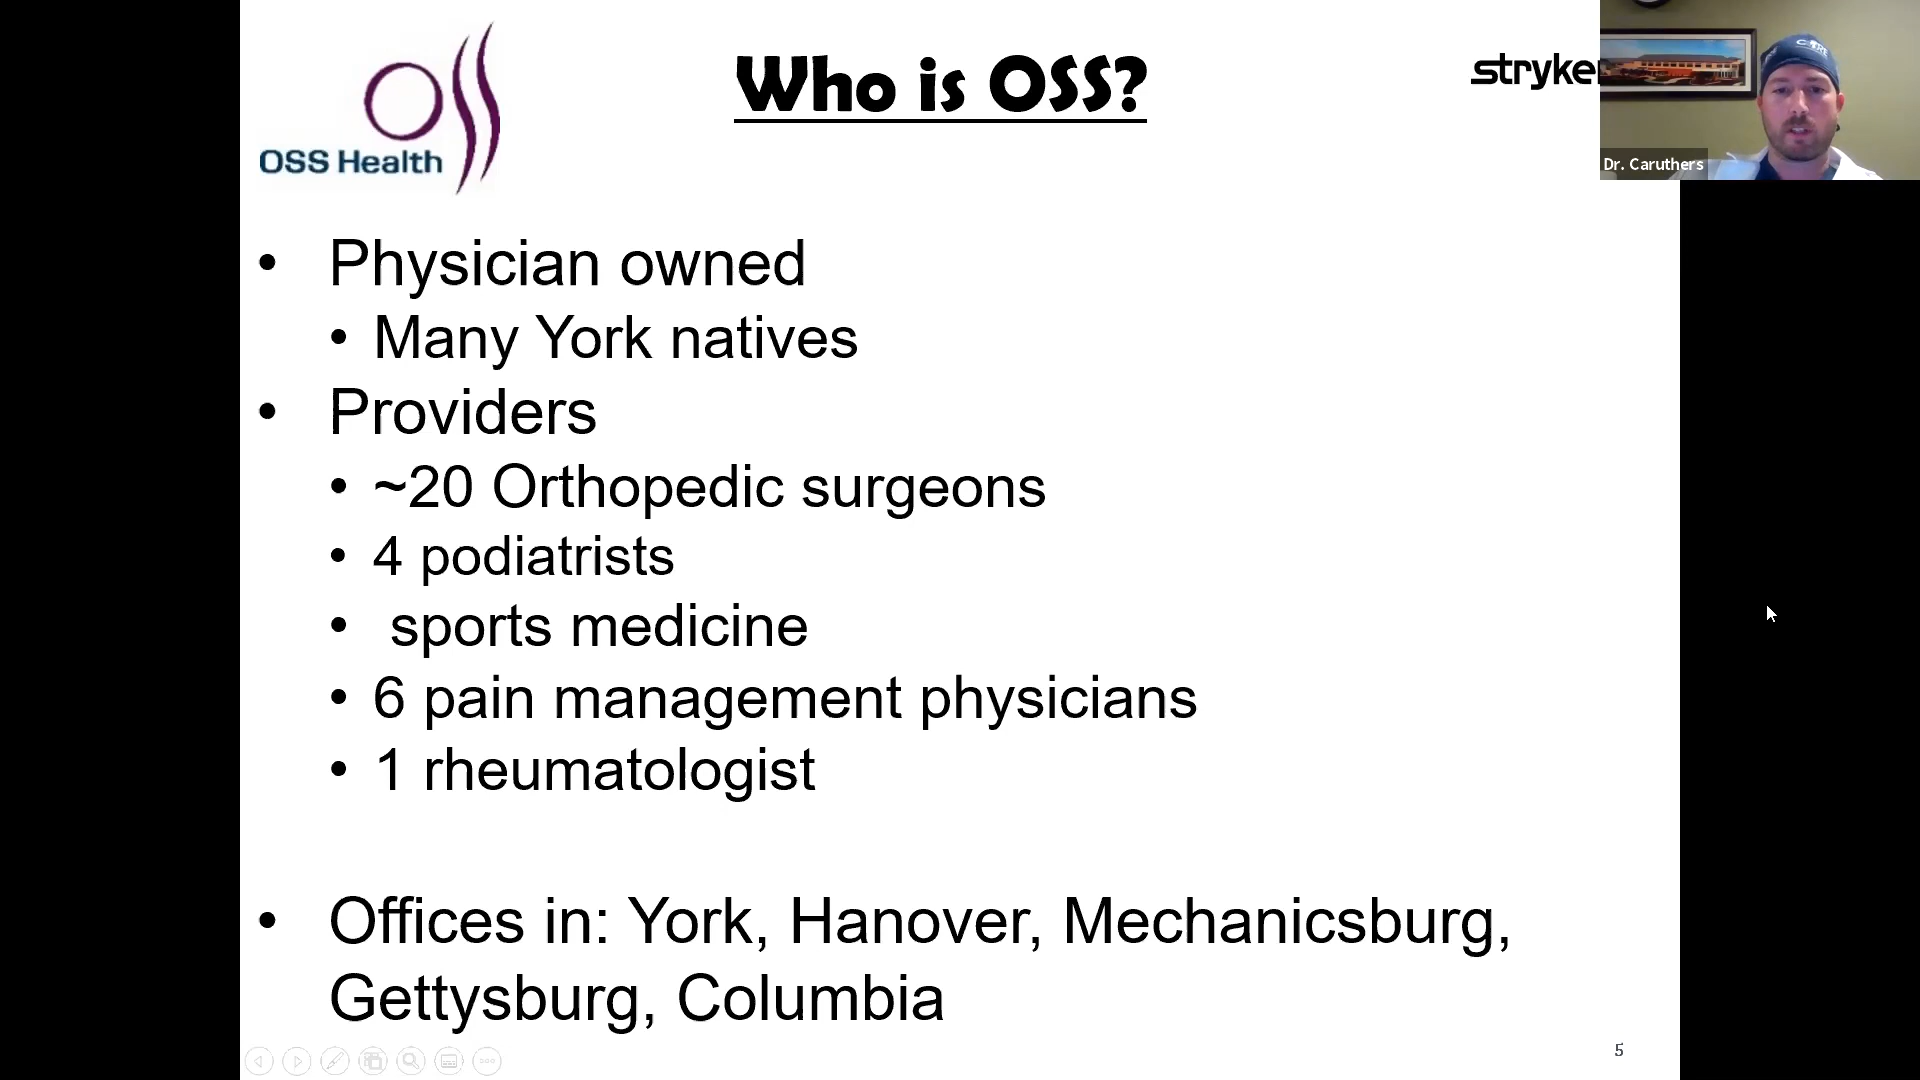 OSS
OSS Health
Who is OSS?
stryke
Dr. Caruthers
• Physician owned
• Many York natives
• Providers
• ~20 Orthopedic surgeons
• 4 podiatrists
• sports medicine
• 6 pain management physicians
• 1 rheumatologist
• Offices in: York, Hanover, Mechanicsburg,
Gettysburg, Columbia
5